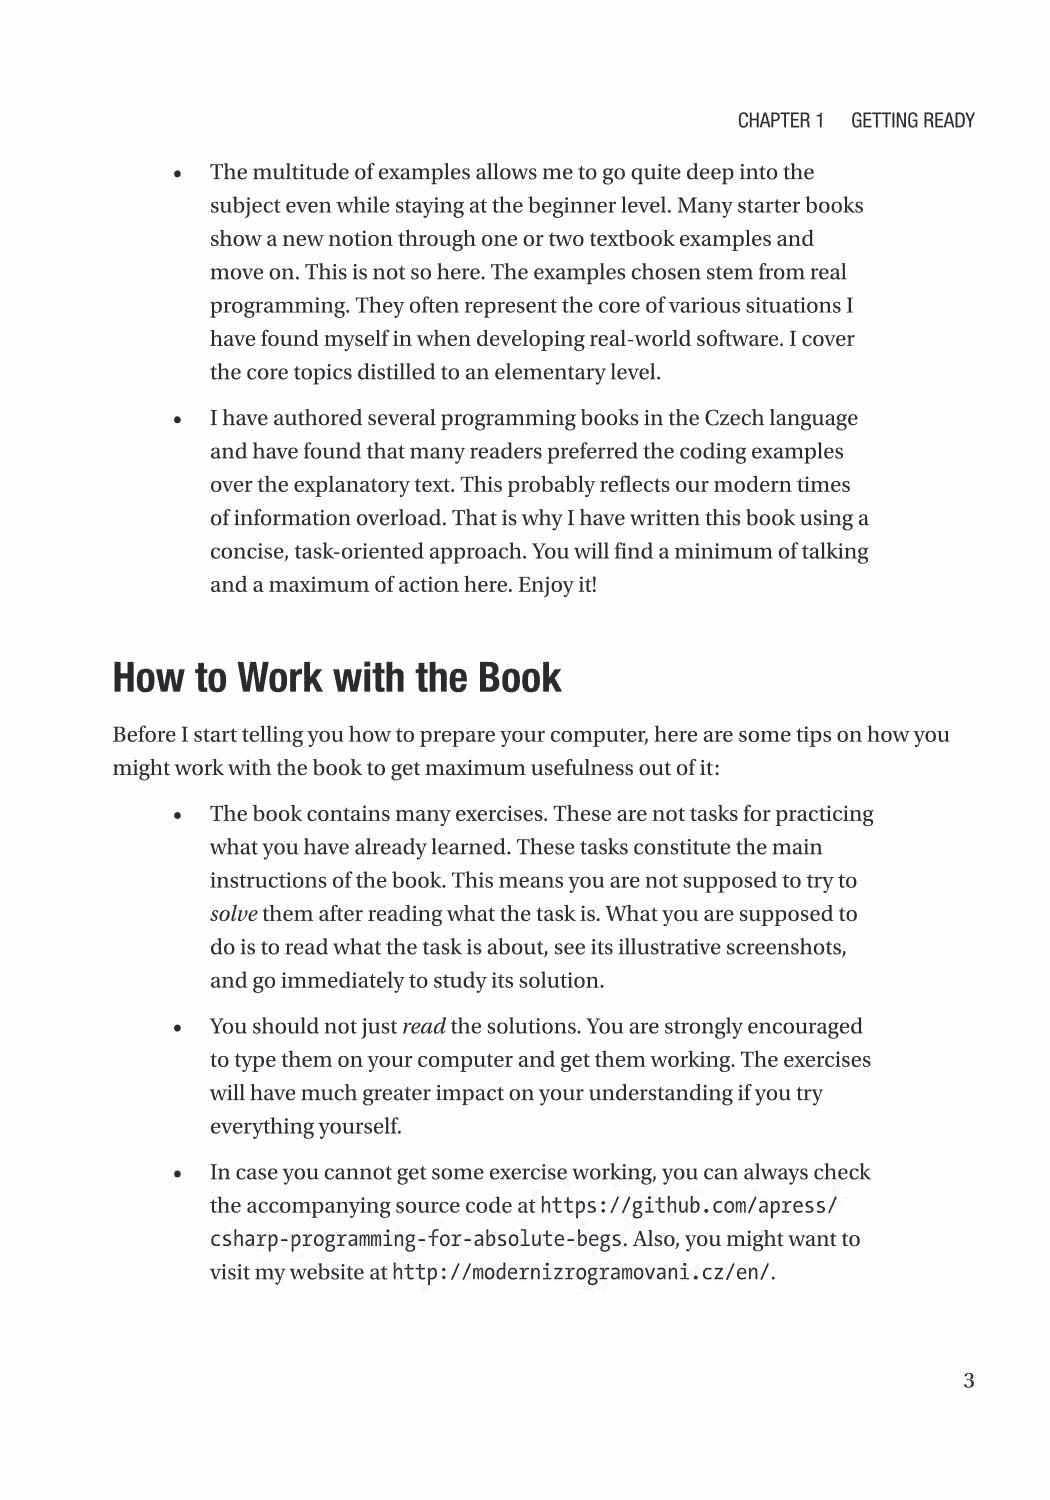 CHAPTER 1 GETTING READY
• The multitude of examples allows me to go quite deep into the
subject even while staying at the beginner level. Many starter books
show a new notion through one or two textbook examples and
move on. This is not so here. The examples chosen stem from real
programming. They often represent the core of various situations I
have found myself in when developing real-world software. I cover
the core topics distilled to an elementary level.
• I have authored several programming books in the Czech language
and have found that many readers preferred the coding examples
over the explanatory text. This probably reflects our modern times
of information overload. That is why I have written this book using a
concise, task-oriented approach. You will find a minimum of talking
and a maximum of action here. Enjoy it!
How to Work with the Book
Before I start telling you how to prepare your computer, here are some tips on how you
might work with the book to get maximum usefulness out of it:
• The book contains many exercises. These are not tasks for practicing
what you have already learned. These tasks constitute the main
instructions of the book. This means you are not supposed to try to
solve them after reading what the task is. What you are supposed to
do is to read what the task is about, see its illustrative screenshots,
and go immediately to study its solution.
• You should not just read the solutions. You are strongly encouraged
to type them on your computer and get them working. The exercises
will have much greater impact on your understanding if you try
everything yourself.
• In case you cannot get some exercise working, you can always check
the accompanying source code at https://github.com/apress/
csharp-programming-for-absolute-begs. Also, you might want to
visit my website at http://modernizrogramovani.cz/en/.
3